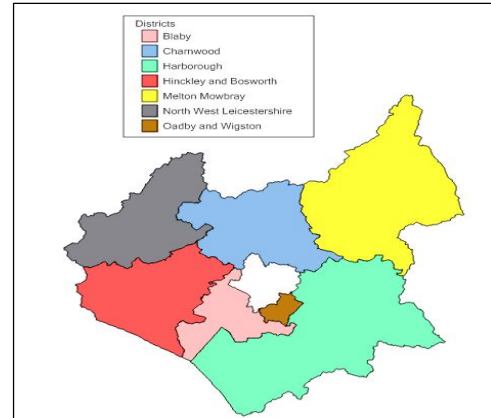 Districts
Blaby
Charnwood
Harborough
Hinckley and Bosworth
Melton Mowbray
North West Leicestershire
Oadby and Wigston